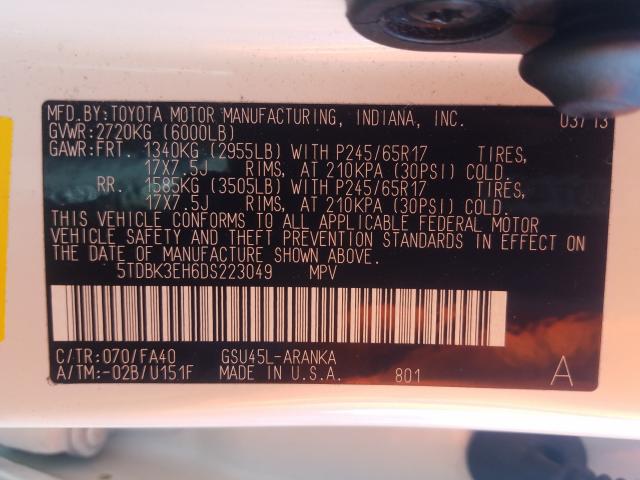 MFD.BY:TOYOTA MOTOR MANUFACTURING, INDIANA, INC. 03/13
GVWR:2720KG (6000LB)
GAWR:FRT. 1340KG (2955LB) WITH P245/65R17 TIRES,
17X7.5J RIMS, AT 210KPA (30PSI) COLD.
RR. 1585KG (3505LB) WITH P245/65R17 TIRES,
17X7.5J RIMS, AT 210KPA (30PSI) COLD.
THIS VEHICLE CONFORMS TO ALL APPLICABLE FEDERAL MOTOR
VEHICLE SAFETY AND THEFT PREVENTION STANDARDS IN EFFECT ON
THE DATE OF MANUFACTURE SHOWN ABOVE.
5TDBK3EH6DS223049 MPV
C/TR:070/FA40 GSU45L-ARANKA
A/TM:-02B/U151F MADE IN U.S.A. 801 A